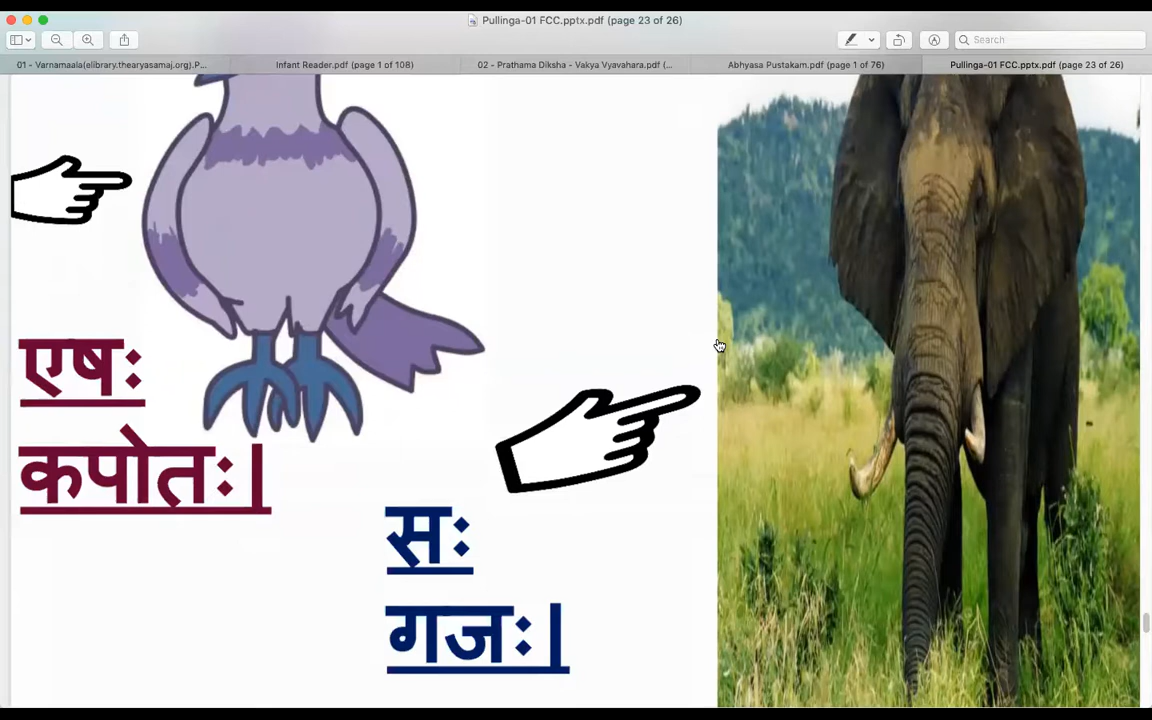 Pullinga-01 FCC.pptx.pdf (page 23 of 26)
Search
01 - Varnamaala(elibrary.thearyasamaj.org).P...
Infant Reader.pdf (page 1 of 108)
02 - Prathama Diksha - Vakya Vyavahara.pdf (...
Abhyasa Pustakam.pdf (page 1 of 76)
Pullinga-01 FCC.pptx.pdf (page 23 of 26)
एषः
कपोतः|
सः
गजः|